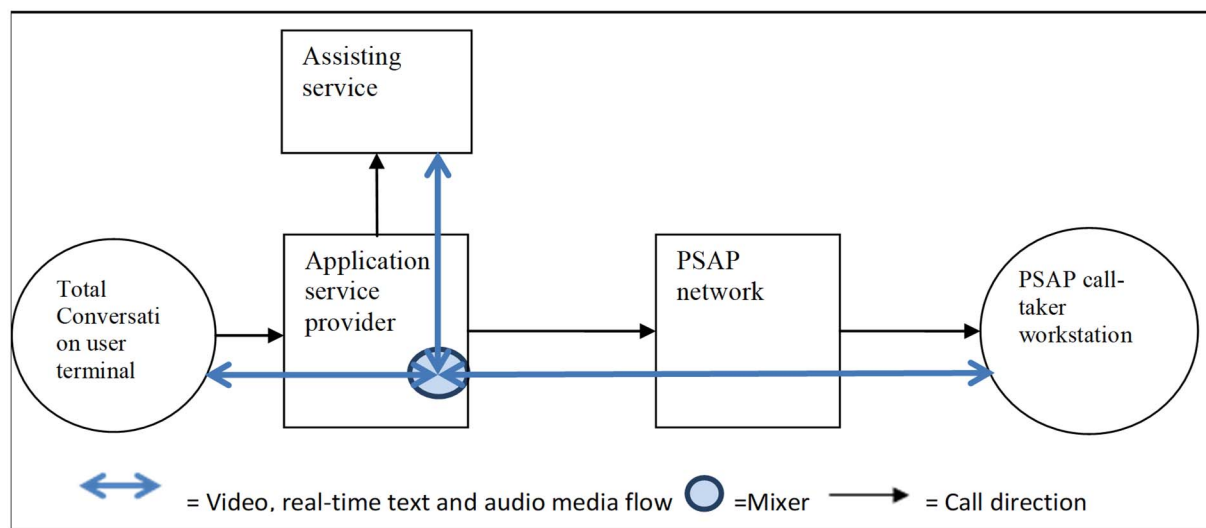 Assisting
service
Total
Conversati
on user
terminal
Application
service
provider
PSAP
network
PSAP call-
taker
workstation
= Video, real-time text and audio media flow =Mixer = Call direction